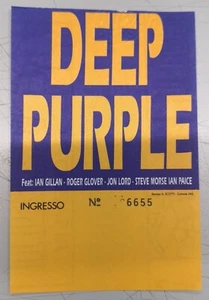 DEEP
PURPLE
Feat: IAN GILLAN - ROGER GLOVER - JON LORD - STEVE MORSE IAN PAICE
INGRESSO Nº 6655